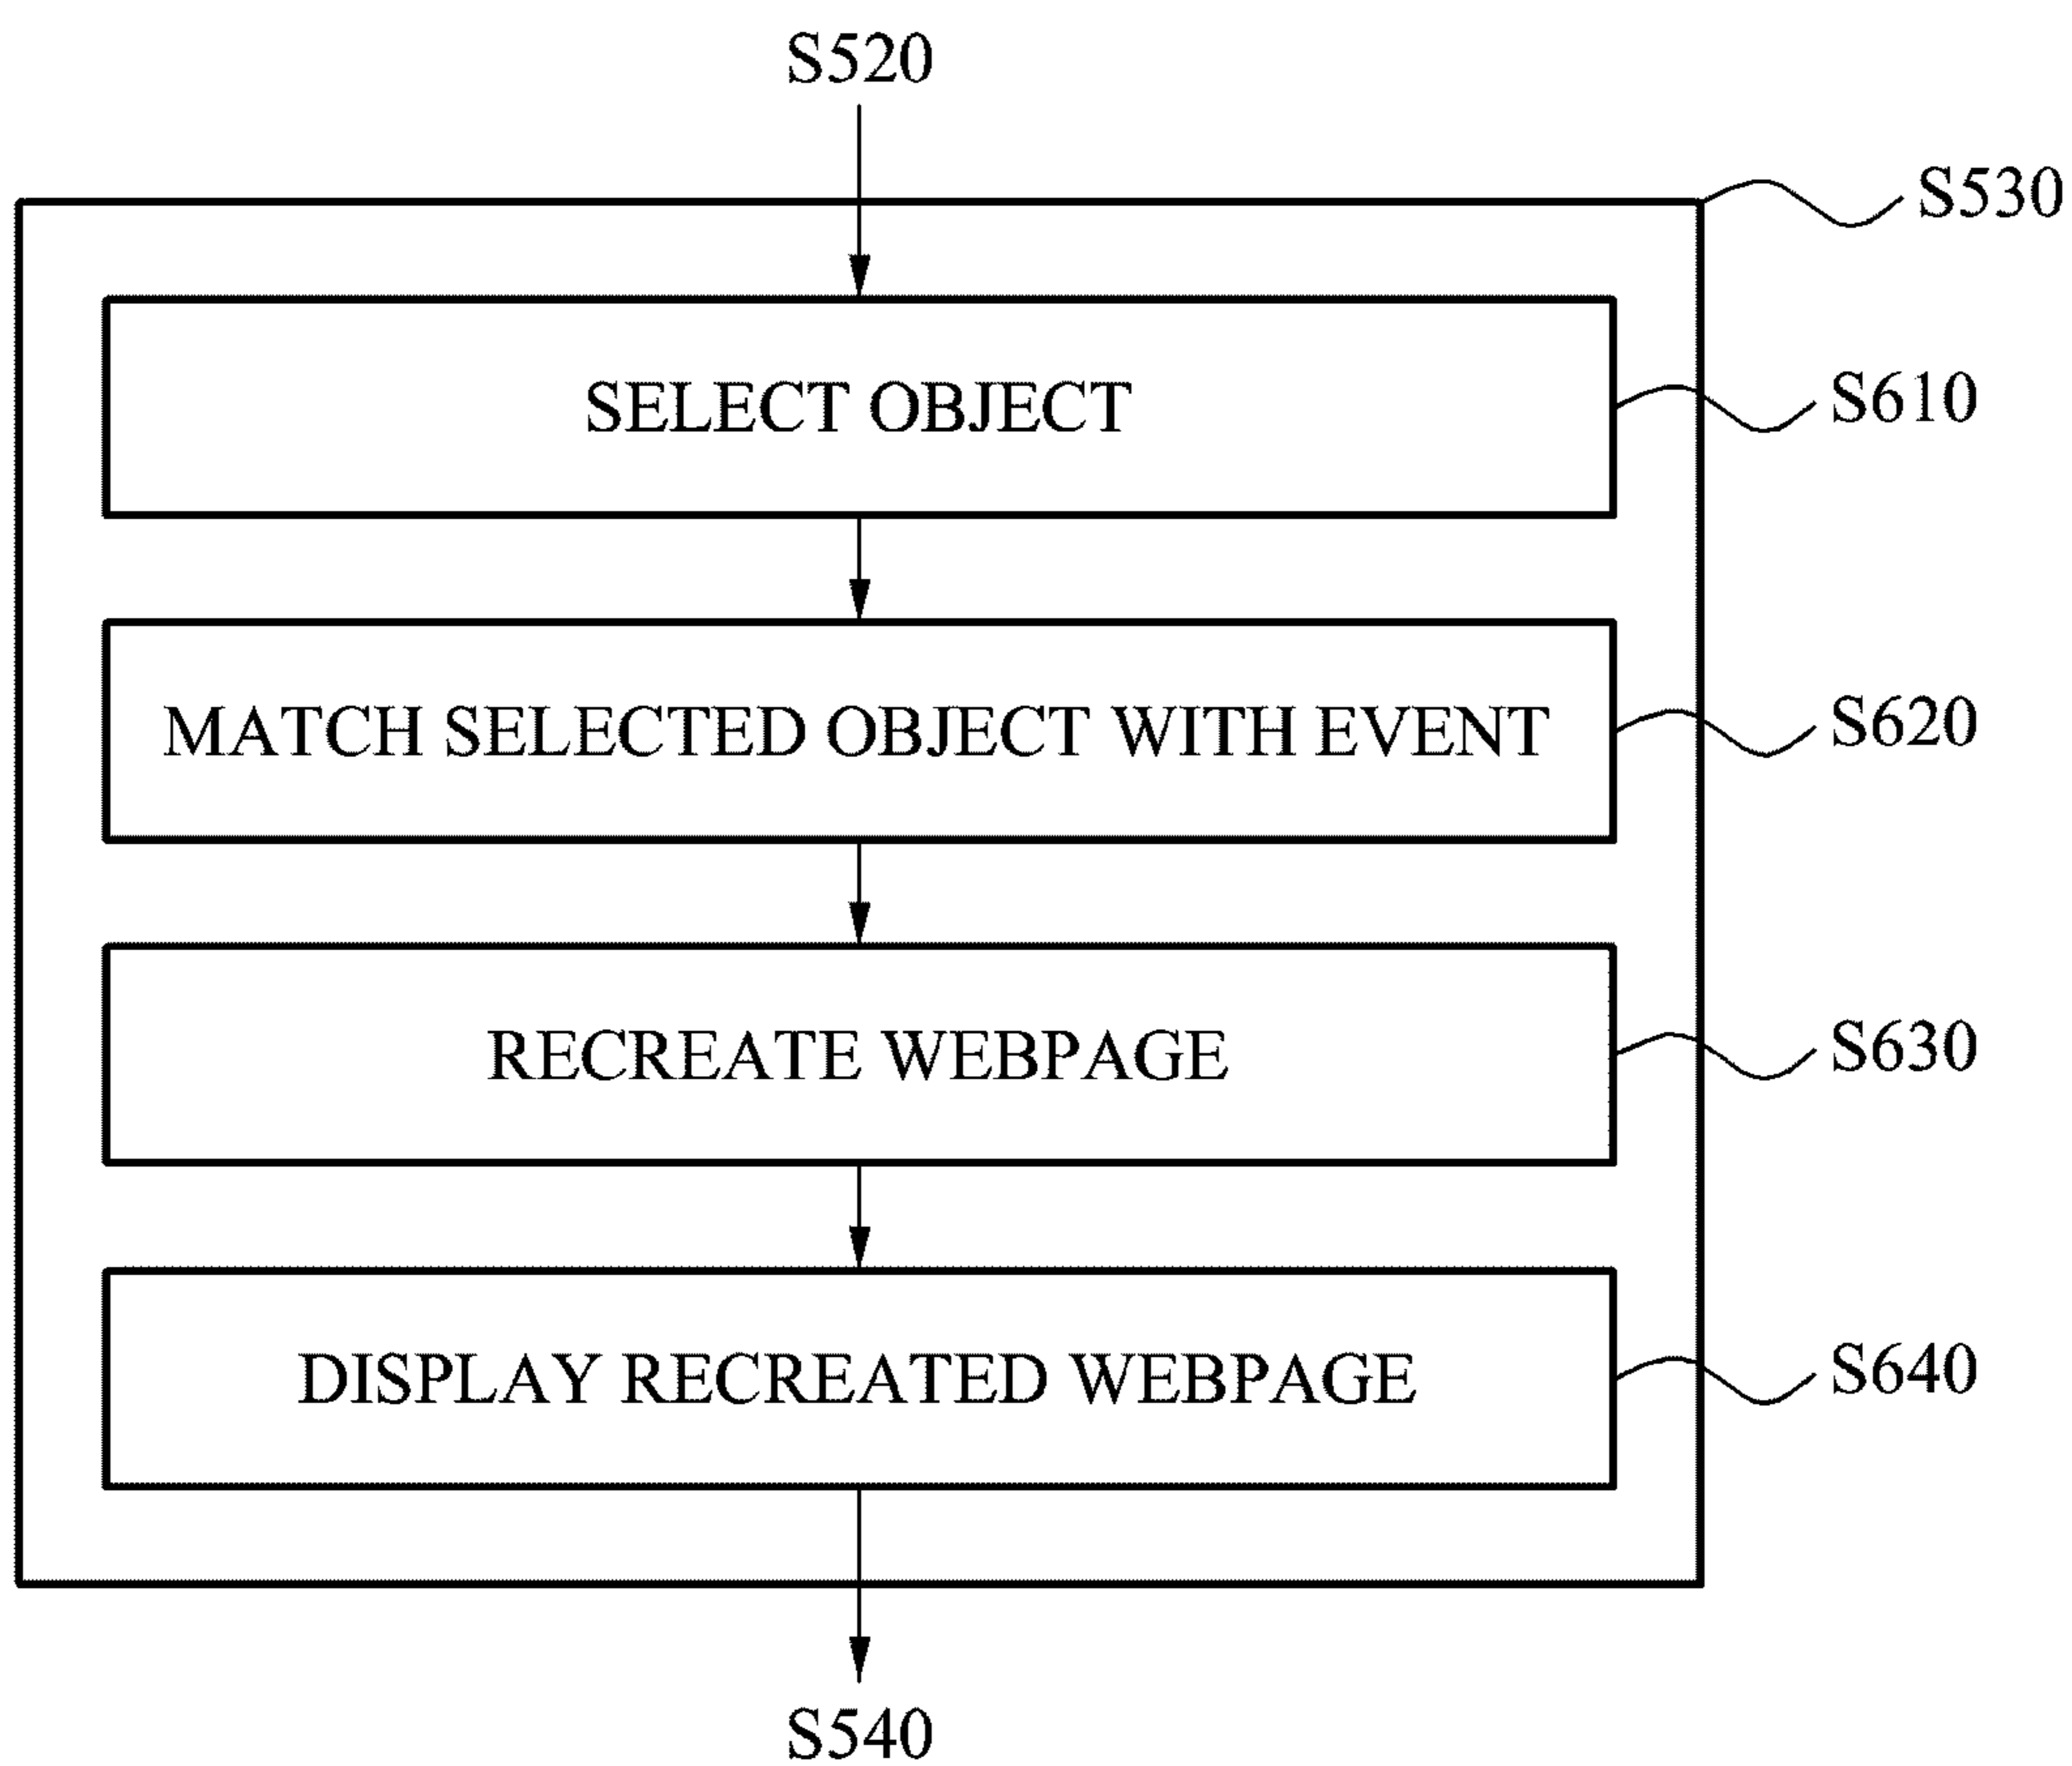 S520
S530
SELECT OBJECT
S610
MATCH SELECTED OBJECT WITH EVENT
S620
RECREATE WEBPAGE
S630
DISPLAY RECREATED WEBPAGE
S640
S540